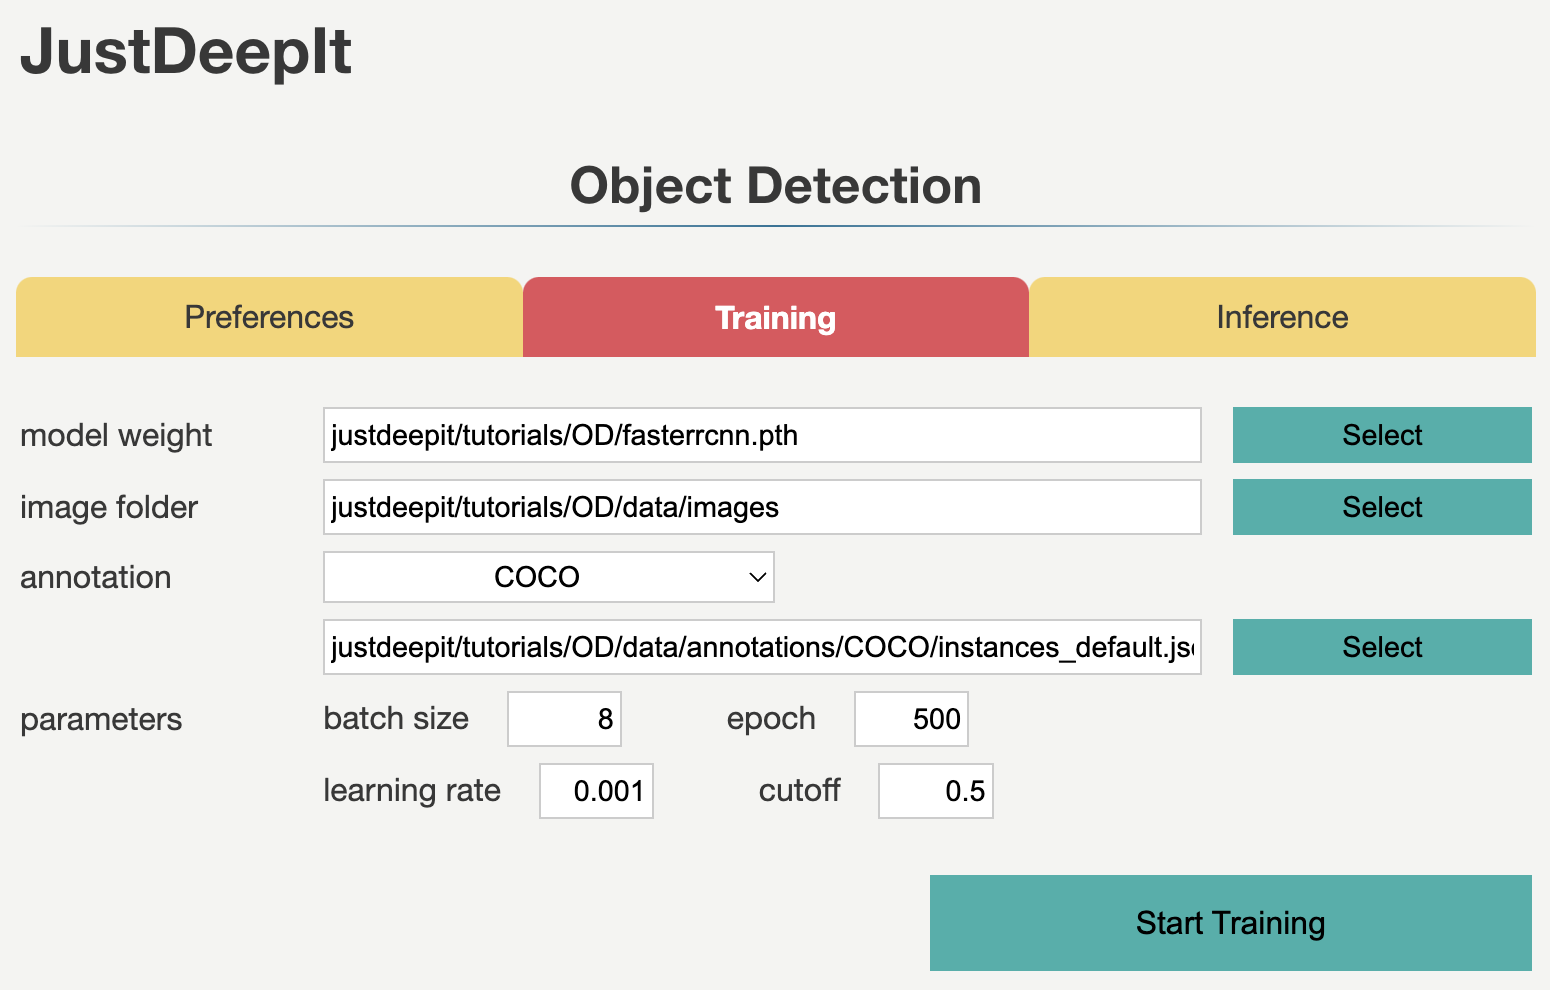 JustDeepIt
Object Detection
Preferences Training Inference
model weight justdeepit/tutorials/OD/fasterrcnn.pth Select
image folder justdeepit/tutorials/OD/data/images Select
annotation COCO
justdeepit/tutorials/OD/data/annotations/COCO/instances_default.js Select
parameters batch size 8 epoch 500
learning rate 0.001 cutoff 0.5
Start Training